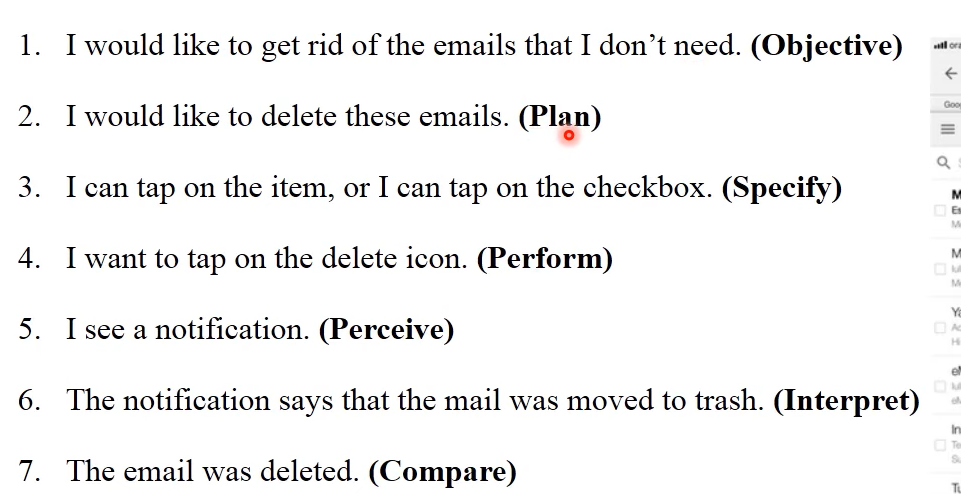 1. I would like to get rid of the emails that I don’t need. (Objective)
2. I would like to delete these emails. (Plan)
3. I can tap on the item, or I can tap on the checkbox. (Specify)
4. I want to tap on the delete icon. (Perform)
5. I see a notification. (Perceive)
6. The notification says that the mail was moved to trash. (Interpret)
7. The email was deleted. (Compare)